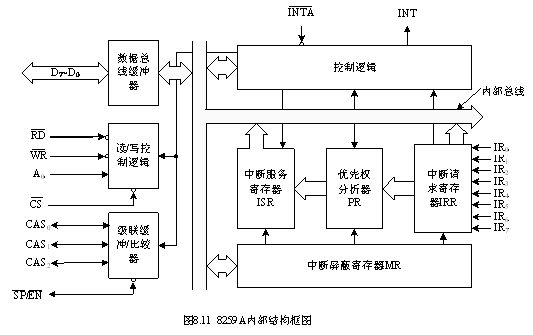 INTA
INT
D7~D0
数据总
线缓冲
器
控制逻辑
内部总线
RD
WR
A0
CS
读/写控
制逻辑
中断服务
寄存器
ISR
优先权
分析器
PR
中断请
求寄存
器IRR
IR0
IR1
IR2
IR3
IR4
IR5
IR6
IR7
CAS0
CAS1
CAS2
SP/EN
级联缓
冲/比较
器
中断屏蔽寄存器MR
图8.11 8259A内部结构框图